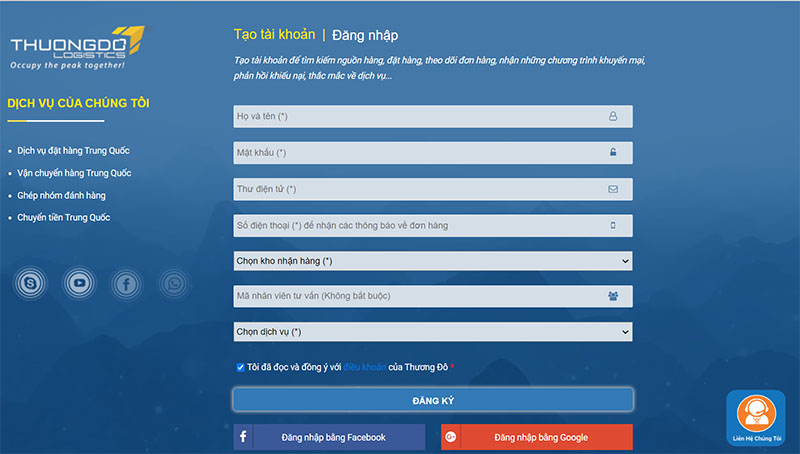 THUONGDO
LOGISTICS
Occupy the peak together!
DỊCH VỤ CỦA CHÚNG TÔI
Dịch vụ đặt hàng Trung Quốc
Vận chuyển hàng Trung Quốc
Ghép nhóm đánh hàng
Chuyển tiền Trung Quốc
Tạo tài khoản | Đăng nhập
Tạo tài khoản để tìm kiếm nguồn hàng, đặt hàng, theo dõi đơn hàng, nhận những chương trình khuyến mại,
phản hồi khiếu nại, thắc mắc về dịch vụ...
Họ và tên (*)
Mật khẩu (*)
Thư điện tử (*)
Số điện thoại (*) để nhận các thông báo về đơn hàng
Chọn kho nhận hàng (*)
Mã nhân viên tư vấn (Không bắt buộc)
Chọn dịch vụ (*)
Tôi đã đọc và đồng ý với điều khoản của Thương Đô *
ĐĂNG KÝ
Đăng nhập bằng Facebook
Đăng nhập bằng Google
Liên Hệ Chúng Tôi